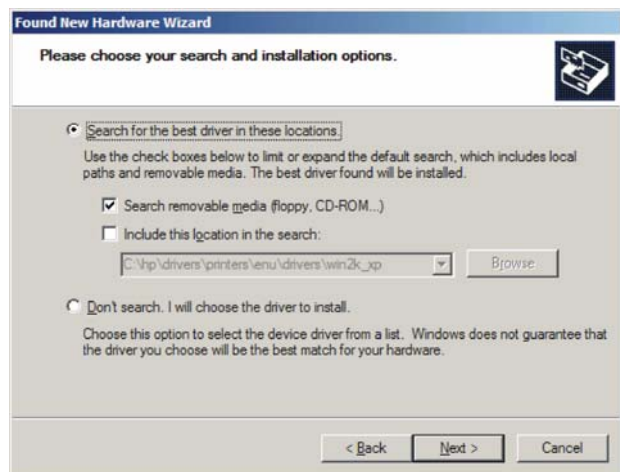 Found New Hardware Wizard
Please choose your search and installation options.
Search for the best driver in these locations.
Use the check boxes below to limit or expand the default search, which includes local
paths and removable media. The best driver found will be installed.
Search removable media (floppy, CD-ROM...)
Include this location in the search:
C:\hp\drivers\printers\enu\drivers\win2k_xp
Browse
Don't search. I will choose the driver to install.
Choose this option to select the device driver from a list. Windows does not guarantee that
the driver you choose will be the best match for your hardware.
< Back
Next >
Cancel